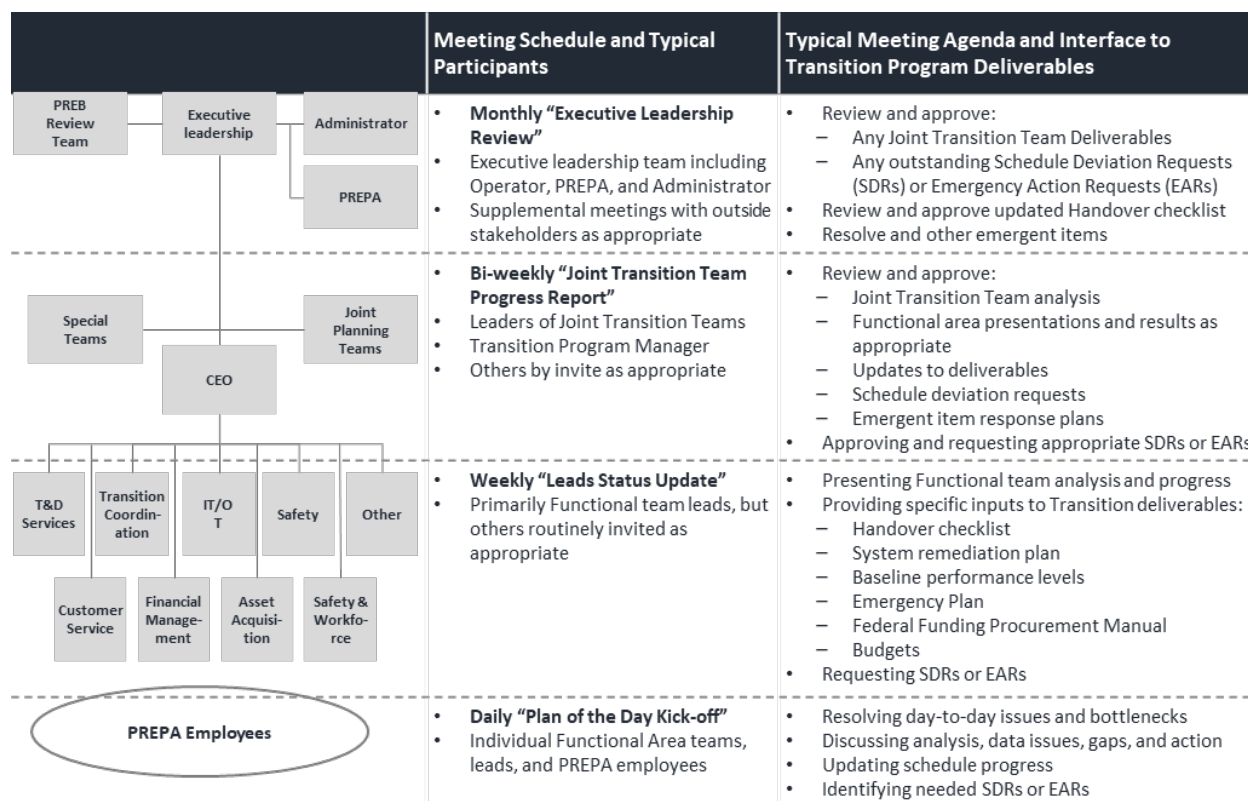 Meeting Schedule and Typical
Participants
Typical Meeting Agenda and Interface to
Transition Program Deliverables
PREB
Review
Team
Executive
leadership
Administrator
PREPA
• Monthly “Executive Leadership
Review”
• Executive leadership team including
Operator, PREPA, and Administrator
• Supplemental meetings with outside
stakeholders as appropriate
• Review and approve:
– Any Joint Transition Team Deliverables
– Any outstanding Schedule Deviation Requests
(SDRs) or Emergency Action Requests (EARs)
• Review and approve updated Handover checklist
• Resolve and other emergent items
Special
Teams
Joint
Planning
Teams
CEO
• Bi-weekly “Joint Transition Team
Progress Report”
• Leaders of Joint Transition Teams
• Transition Program Manager
• Others by invite as appropriate
• Review and approve:
– Joint Transition Team analysis
– Functional area presentations and results as
appropriate
– Updates to deliverables
– Schedule deviation requests
– Emergent item response plans
• Approving and requesting appropriate SDRs or EARs
T&D
Services
Transition
Coordin-
ation
IT/O
T
Safety
Other
Customer
Service
Financial
Manage-
ment
Asset
Acquisi-
tion
Safety &
Workfo-
rce
• Weekly “Leads Status Update”
• Primarily Functional team leads, but
others routinely invited as
appropriate
• Presenting Functional team analysis and progress
• Providing specific inputs to Transition deliverables:
– Handover checklist
– System remediation plan
– Baseline performance levels
– Emergency Plan
– Federal Funding Procurement Manual
– Budgets
• Requesting SDRs or EARs
PREPA Employees
• Daily “Plan of the Day Kick-off”
• Individual Functional Area teams,
leads, and PREPA employees
• Resolving day-to-day issues and bottlenecks
• Discussing analysis, data issues, gaps, and action
• Updating schedule progress
• Identifying needed SDRs or EARs